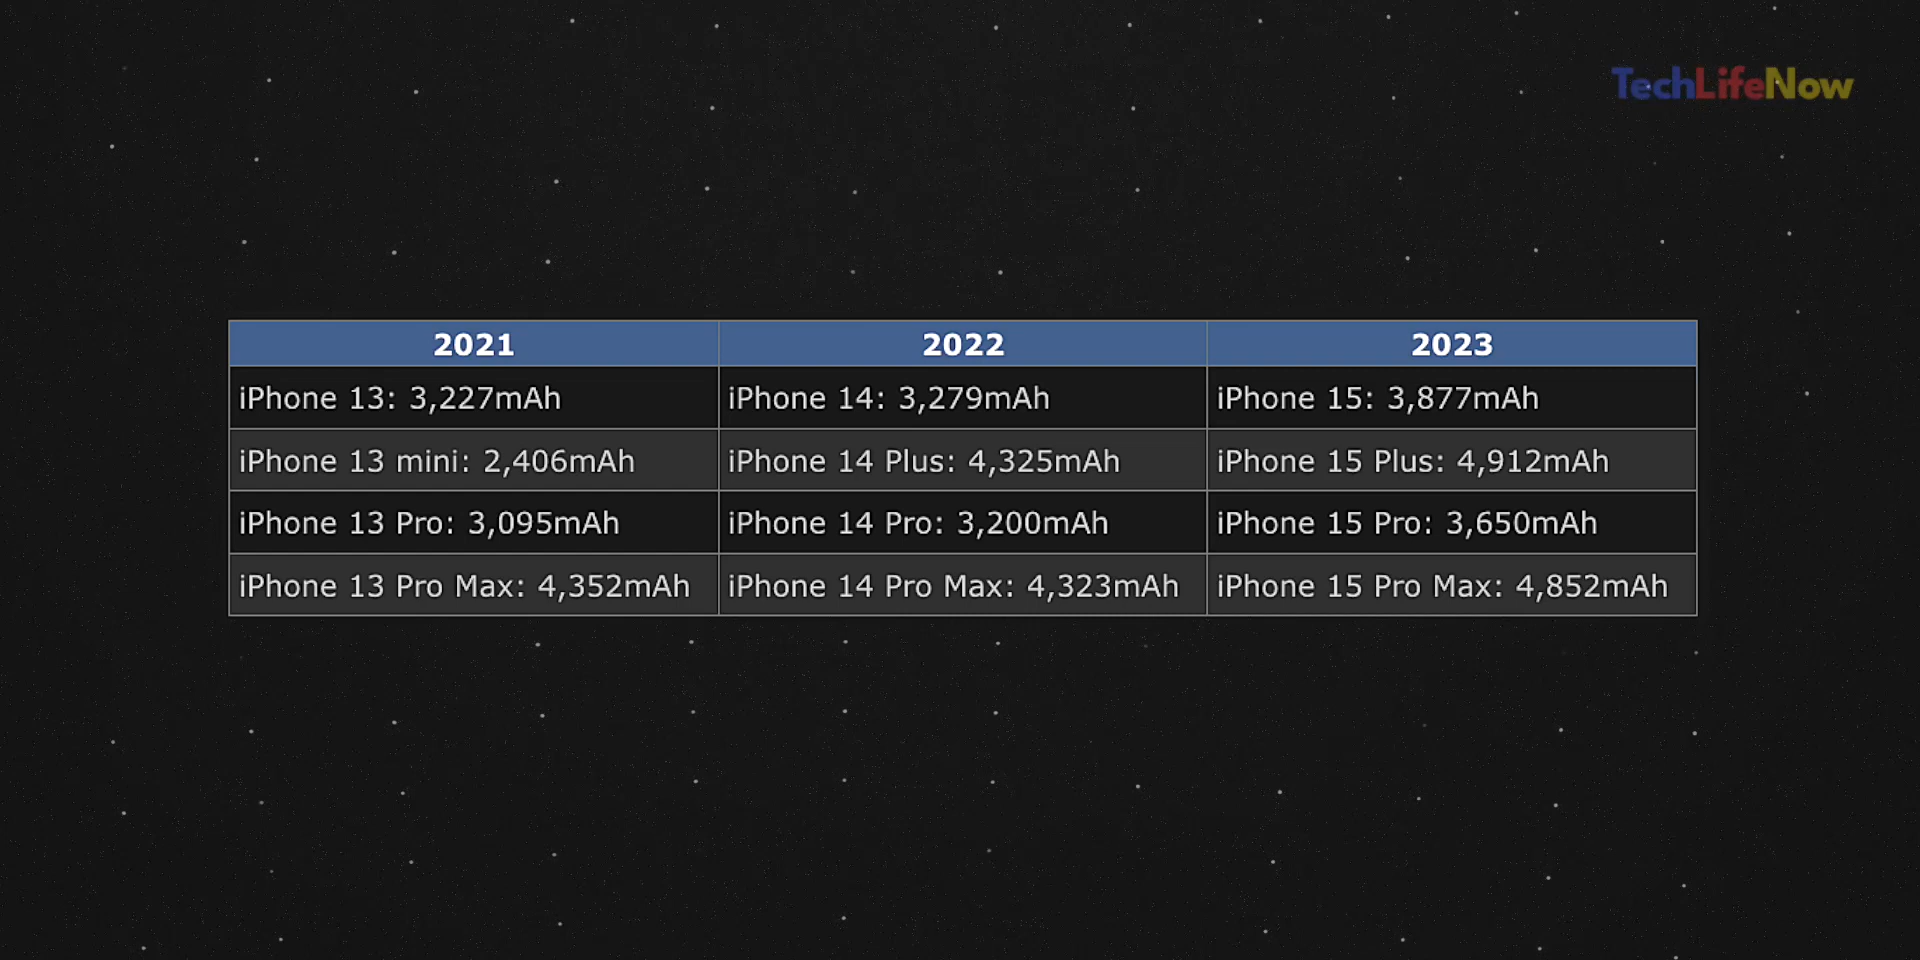 TechLifeNow
2021 2022 2023
iPhone 13: 3,227mAh iPhone 14: 3,279mAh iPhone 15: 3,877mAh
iPhone 13 mini: 2,406mAh iPhone 14 Plus: 4,325mAh iPhone 15 Plus: 4,912mAh
iPhone 13 Pro: 3,095mAh iPhone 14 Pro: 3,200mAh iPhone 15 Pro: 3,650mAh
iPhone 13 Pro Max: 4,352mAh iPhone 14 Pro Max: 4,323mAh iPhone 15 Pro Max: 4,852mAh